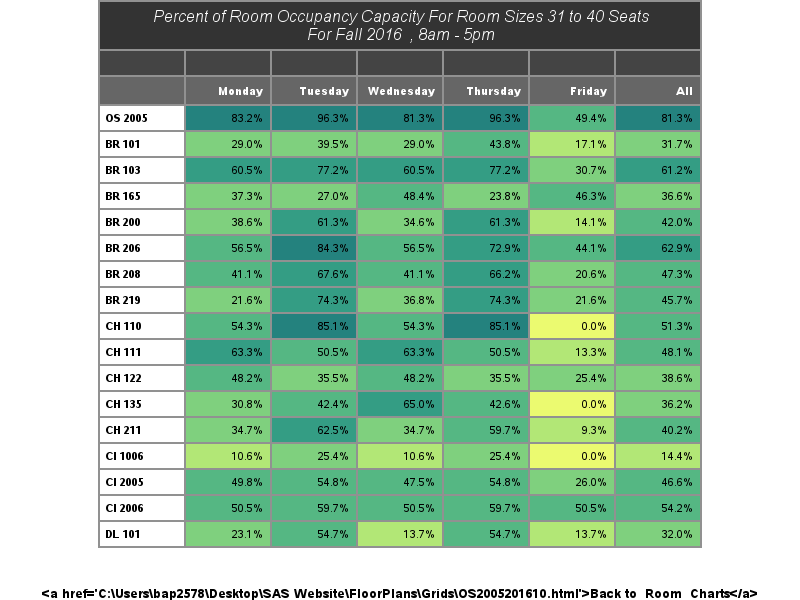 Percent of Room Occupancy Capacity For Room Sizes 31 to 40 Seats
For Fall 2016 , 8am - 5pm
Monday Tuesday Wednesday Thursday Friday All
OS 2005 83.2% 96.3% 81.3% 96.3% 49.4% 81.3%
BR 101 29.0% 39.5% 29.0% 43.8% 17.1% 31.7%
BR 103 60.5% 77.2% 60.5% 77.2% 30.7% 61.2%
BR 165 37.3% 27.0% 48.4% 23.8% 46.3% 36.6%
BR 200 38.6% 61.3% 34.6% 61.3% 14.1% 42.0%
BR 206 56.5% 84.3% 56.5% 72.9% 44.1% 62.9%
BR 208 41.1% 67.6% 41.1% 66.2% 20.6% 47.3%
BR 219 21.6% 74.3% 36.8% 74.3% 21.6% 45.7%
CH 110 54.3% 85.1% 54.3% 85.1% 0.0% 51.3%
CH 111 63.3% 50.5% 63.3% 50.5% 13.3% 48.1%
CH 122 48.2% 35.5% 48.2% 35.5% 25.4% 38.6%
CH 135 30.8% 42.4% 65.0% 42.6% 0.0% 36.2%
CH 211 34.7% 62.5% 34.7% 59.7% 9.3% 40.2%
CI 1006 10.6% 25.4% 10.6% 25.4% 0.0% 14.4%
CI 2005 49.8% 54.8% 47.5% 54.8% 26.0% 46.6%
CI 2006 50.5% 59.7% 50.5% 59.7% 50.5% 54.2%
DL 101 23.1% 54.7% 13.7% 54.7% 13.7% 32.0%
<a href='C:\Users\bap2578\Desktop\SAS Website\FloorPlans\Grids\OS2005201610.html'>Back to Room Charts</a>